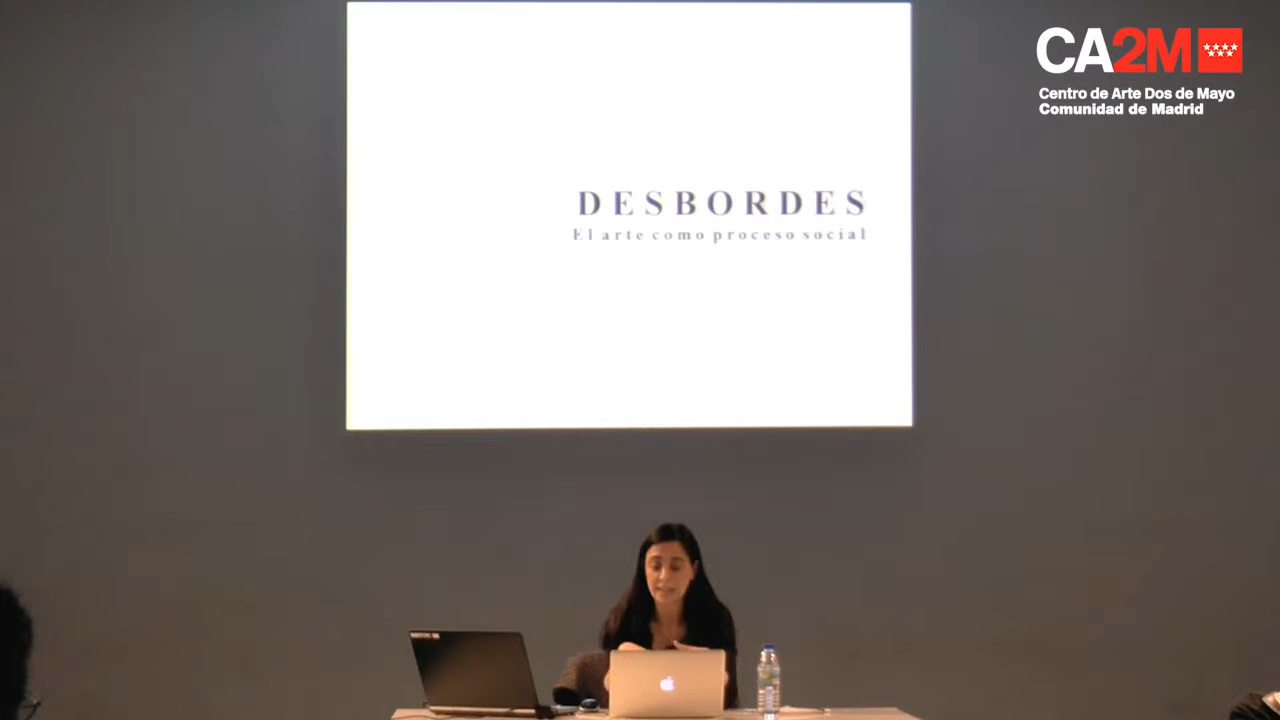 DESBORDES
El arte como proceso social
CA2M
Centro de Arte Dos de Mayo
Comunidad de Madrid